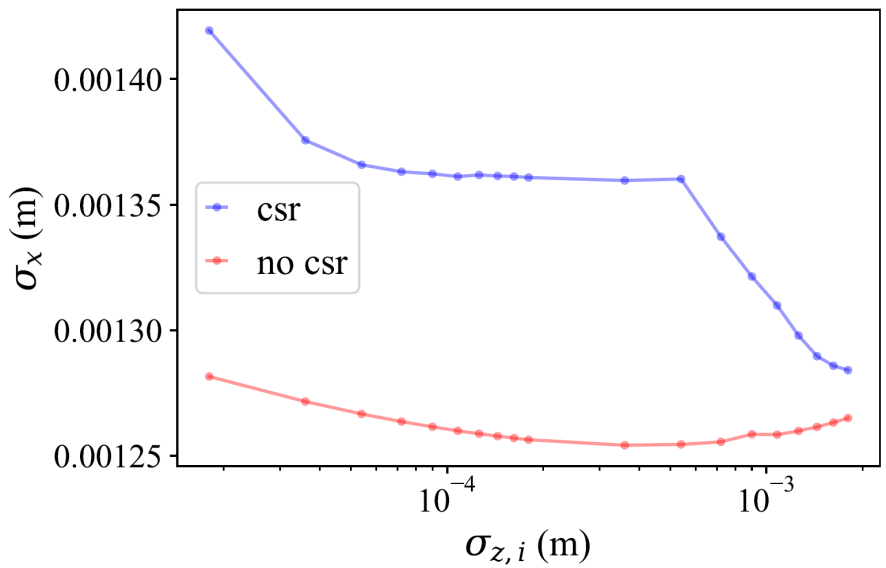 0.00140
0.00135
0.00130
0.00125
σx (m)
csr
no csr
10⁻⁴
10⁻³
σz, i (m)